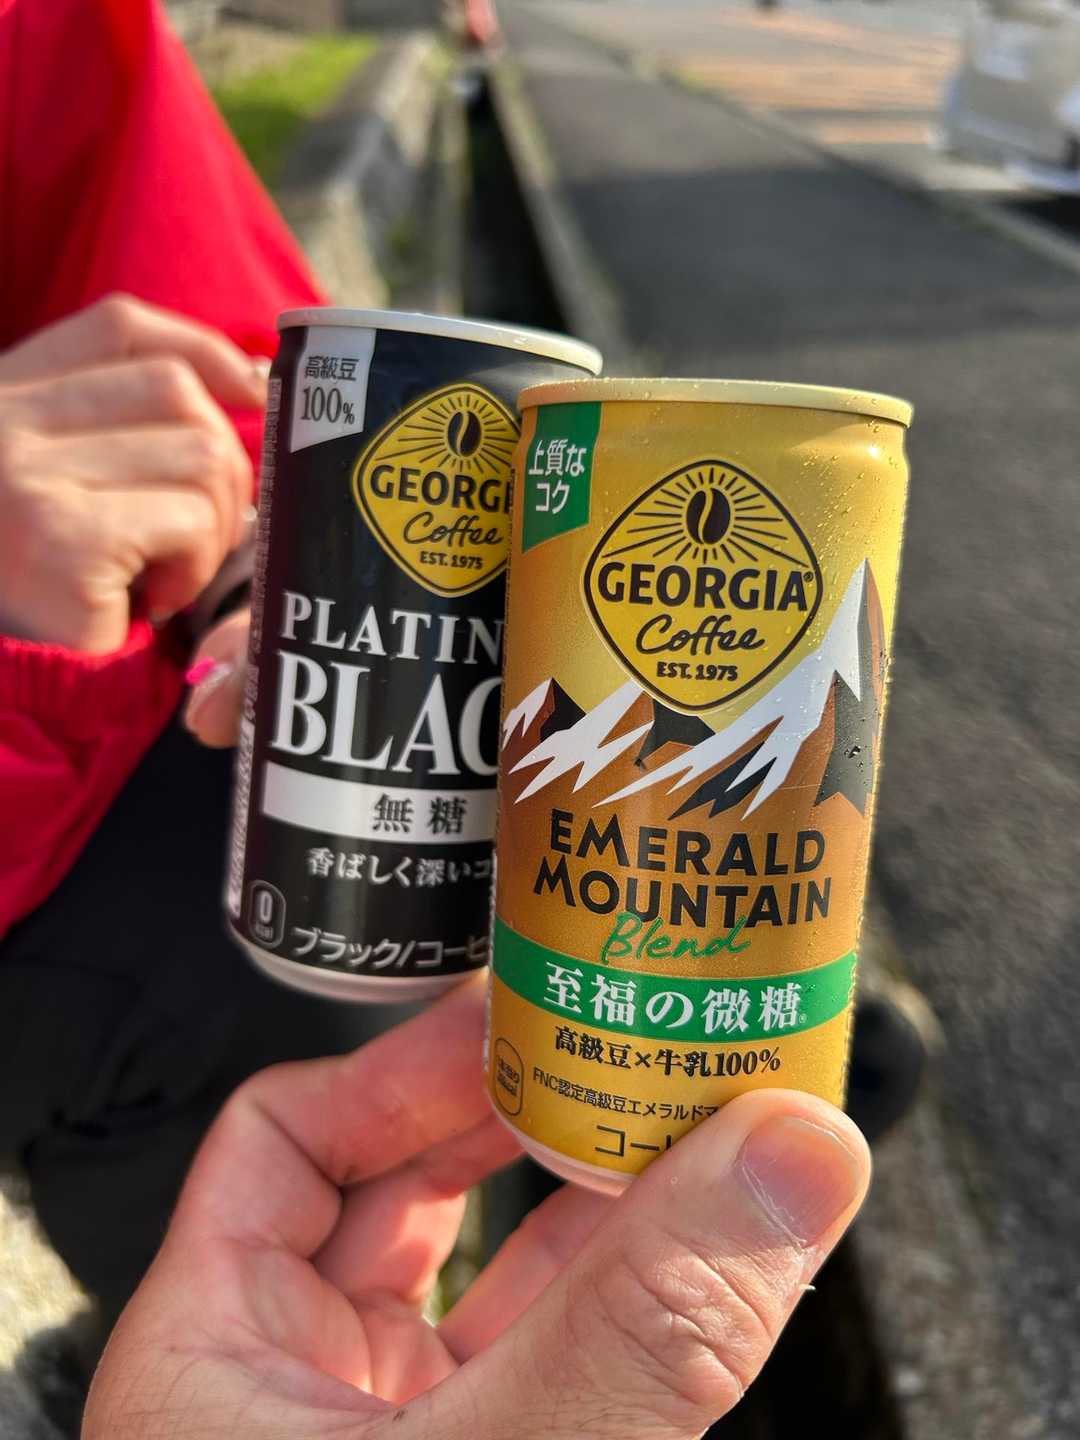 高級豆
100%
GEORGI
Coffee
EST. 1975
PLATIN
BLAC
無糖
香ばしく深いコ
0
kcal
ブラック/コーヒ
上質な
コク
GEORGIA®
Coffee
EST. 1975
EMERALD
MOUNTAIN
Blend
至福の微糖®
高級豆×牛乳100%
FNC認定高級豆エメラルドマ
コー